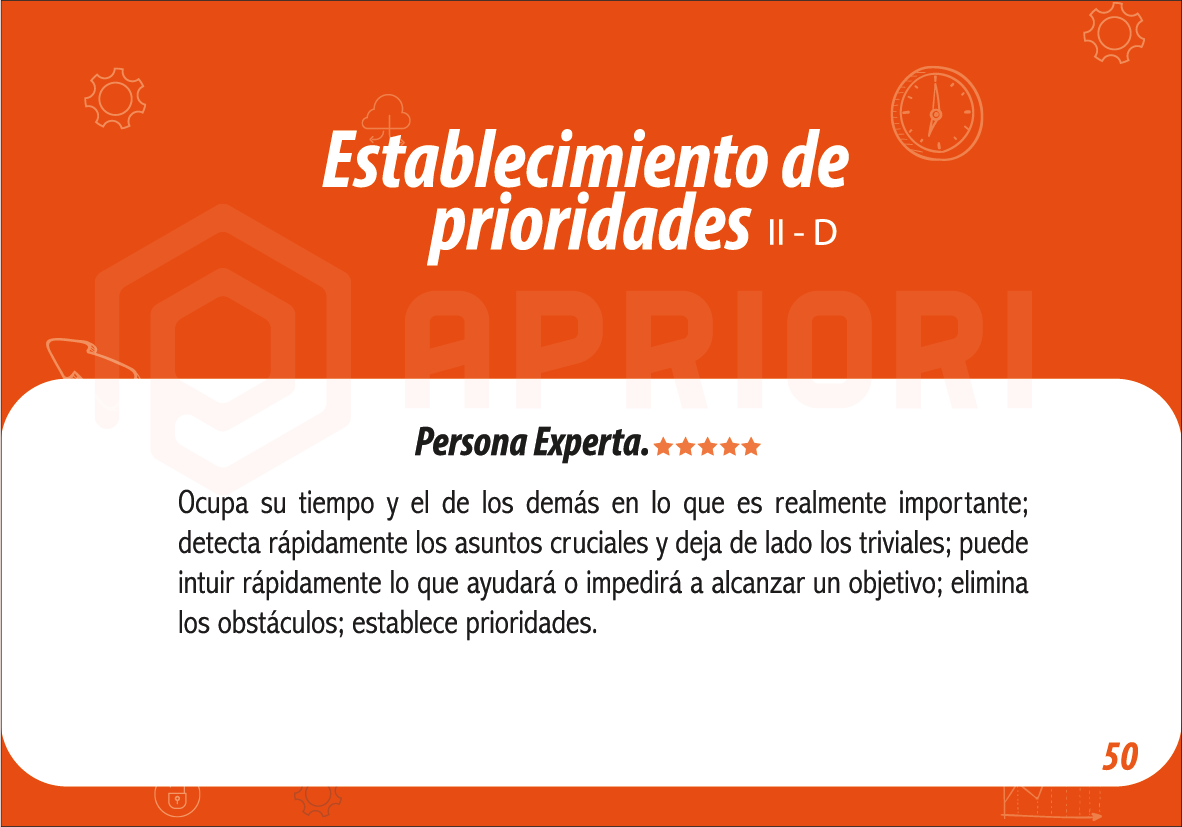 Establecimiento de
prioridades II - D
APRIORI
Persona Experta.
Ocupa su tiempo y el de los demás en lo que es realmente importante;
detecta rápidamente los asuntos cruciales y deja de lado los triviales; puede
intuir rápidamente lo que ayudará o impedirá a alcanzar un objetivo; elimina
los obstáculos; establece prioridades.
50